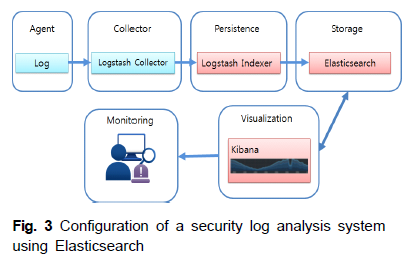 Agent Collector Persistence Storage
Log Logstash Collector Logstash Indexer Elasticsearch
Monitoring Visualization
Kibana
Fig. 3 Configuration of a security log analysis system
using Elasticsearch